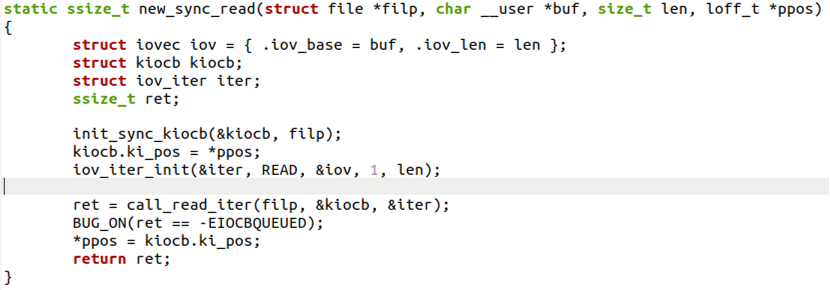 static ssize_t new_sync_read(struct file *filp, char __user *buf, size_t len, loff_t *ppos)
{
        struct iovec iov = { .iov_base = buf, .iov_len = len };
        struct kiocb kiocb;
        struct iov_iter iter;
        ssize_t ret;

        init_sync_kiocb(&kiocb, filp);
        kiocb.ki_pos = *ppos;
        iov_iter_init(&iter, READ, &iov, 1, len);

        ret = call_read_iter(filp, &kiocb, &iter);
        BUG_ON(ret == -EIOCBQUEUED);
        *ppos = kiocb.ki_pos;
        return ret;
}